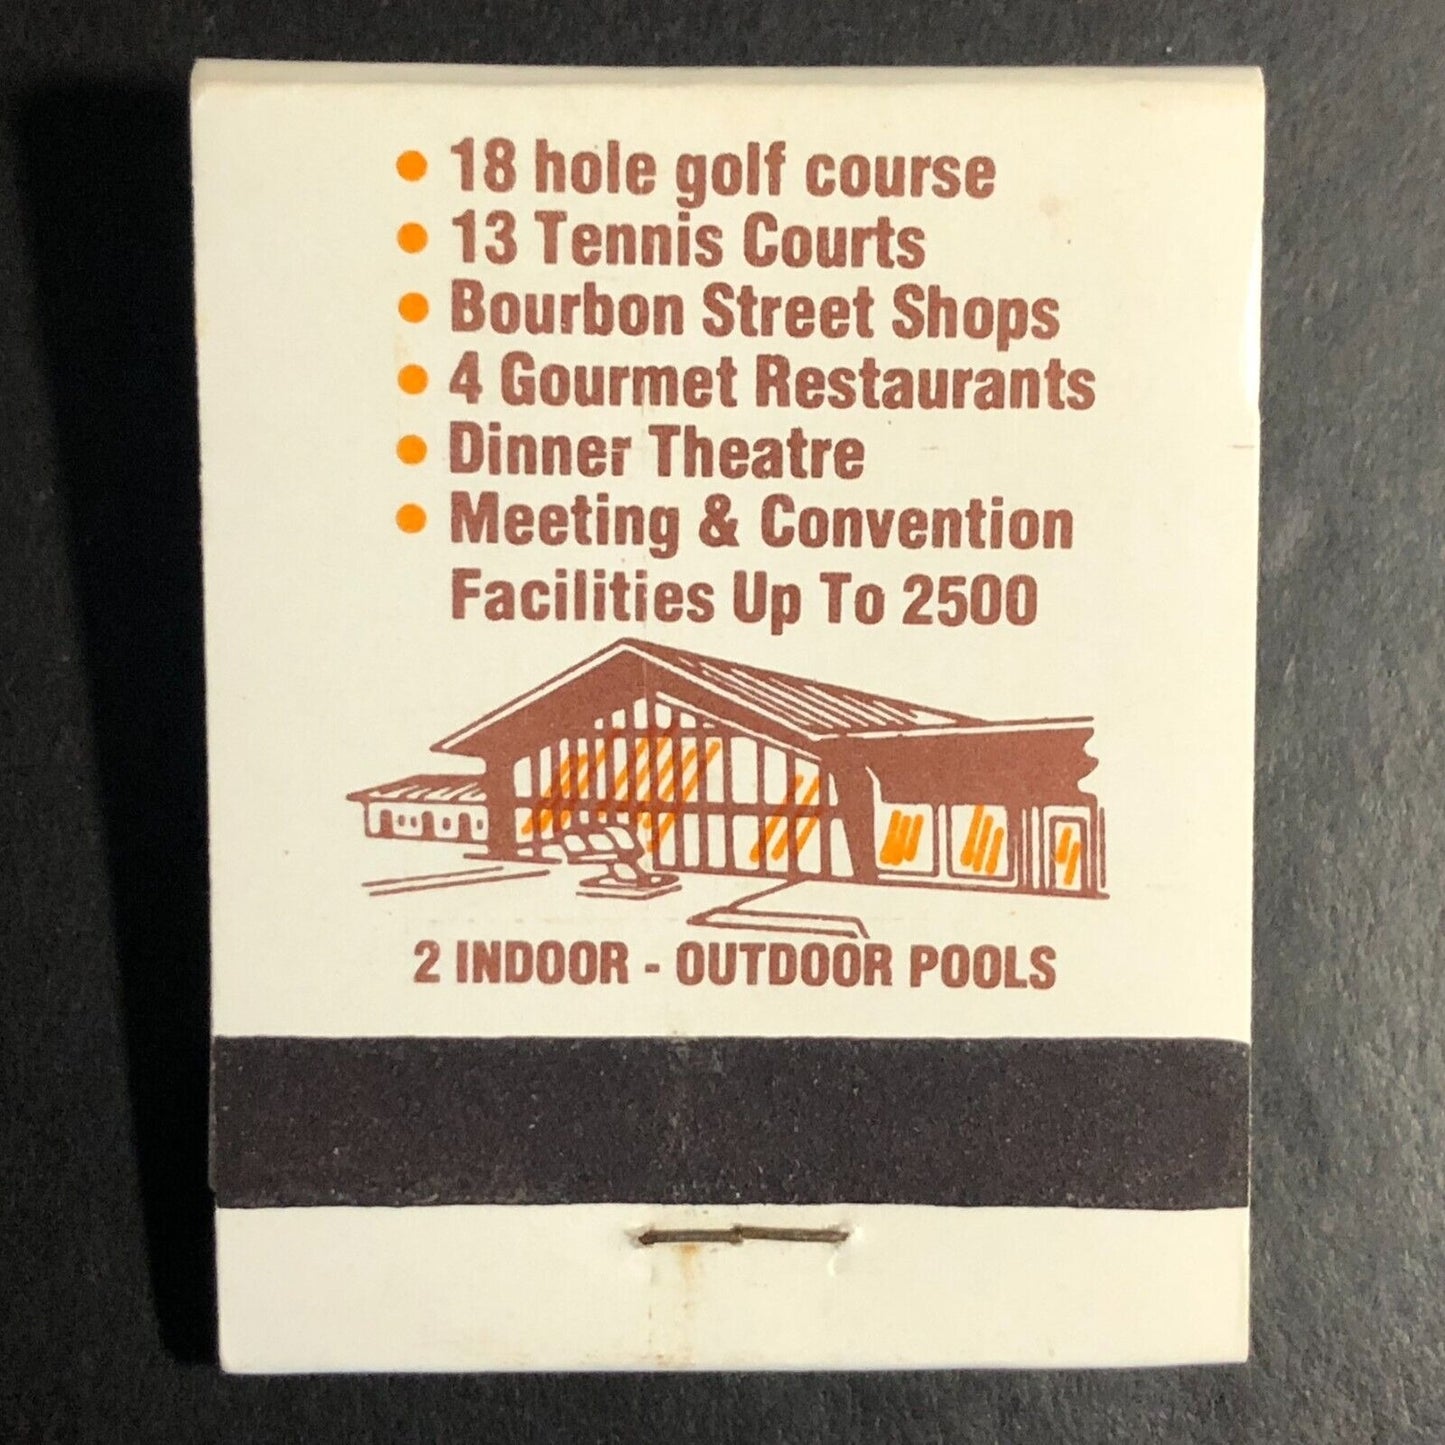 • 18 hole golf course
• 13 Tennis Courts
• Bourbon Street Shops
• 4 Gourmet Restaurants
• Dinner Theatre
• Meeting & Convention
Facilities Up To 2500
2 INDOOR - OUTDOOR POOLS